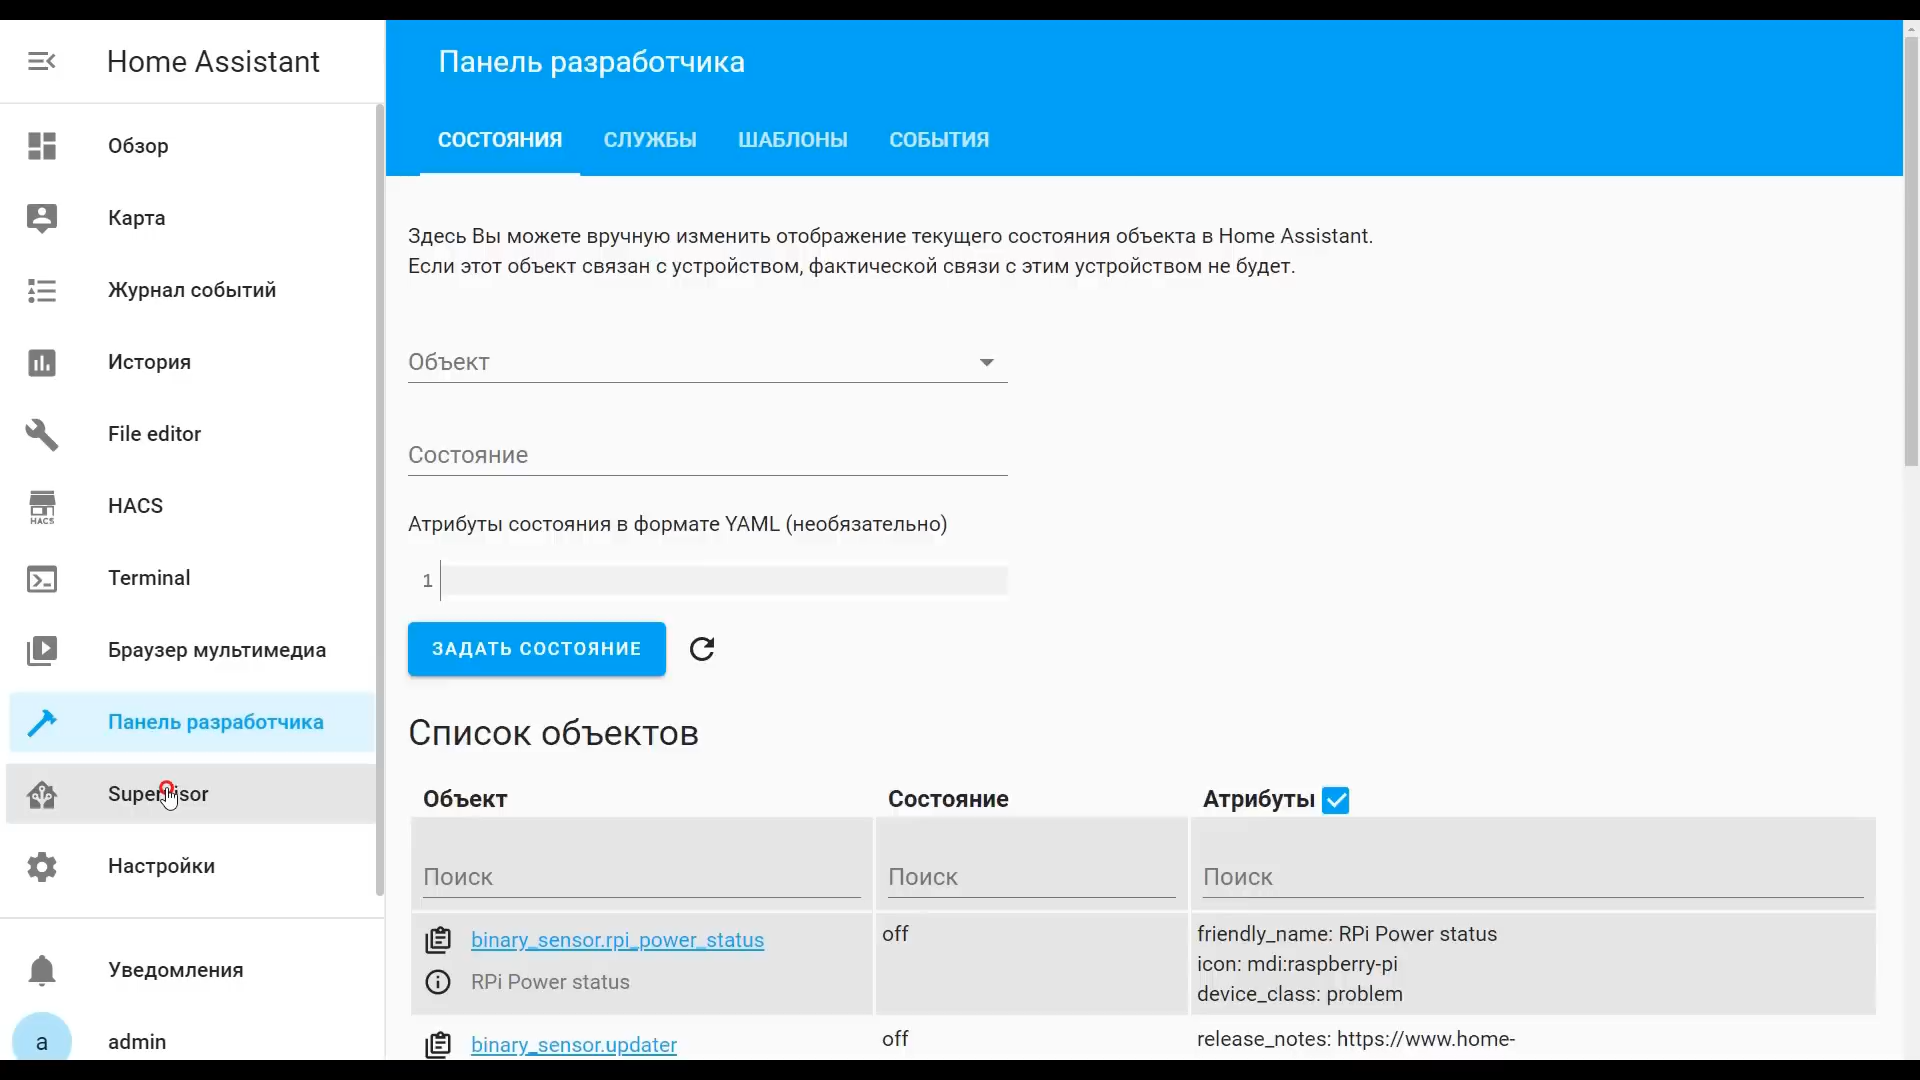 Home Assistant
Обзор
Карта
Журнал событий
История
File editor
HACS
HACS
Terminal
Браузер мультимедиа
Панель разработчика
Supervisor
Настройки
Уведомления
a
admin
Панель разработчика
СОСТОЯНИЯ СЛУЖБЫ ШАБЛОНЫ СОБЫТИЯ
Здесь Вы можете вручную изменить отображение текущего состояния объекта в Home Assistant.
Если этот объект связан с устройством, фактической связи с этим устройством не будет.
Объект
Состояние
Атрибуты состояния в формате YAML (необязательно)
1
ЗАДАТЬ СОСТОЯНИЕ
Список объектов
Объект Состояние Атрибуты
Поиск Поиск Поиск
binary_sensor.rpi_power_status off friendly_name: RPi Power status
icon: mdi:raspberry-pi
RPi Power status device_class: problem
binary_sensor.updater off release_notes: https://www.home-